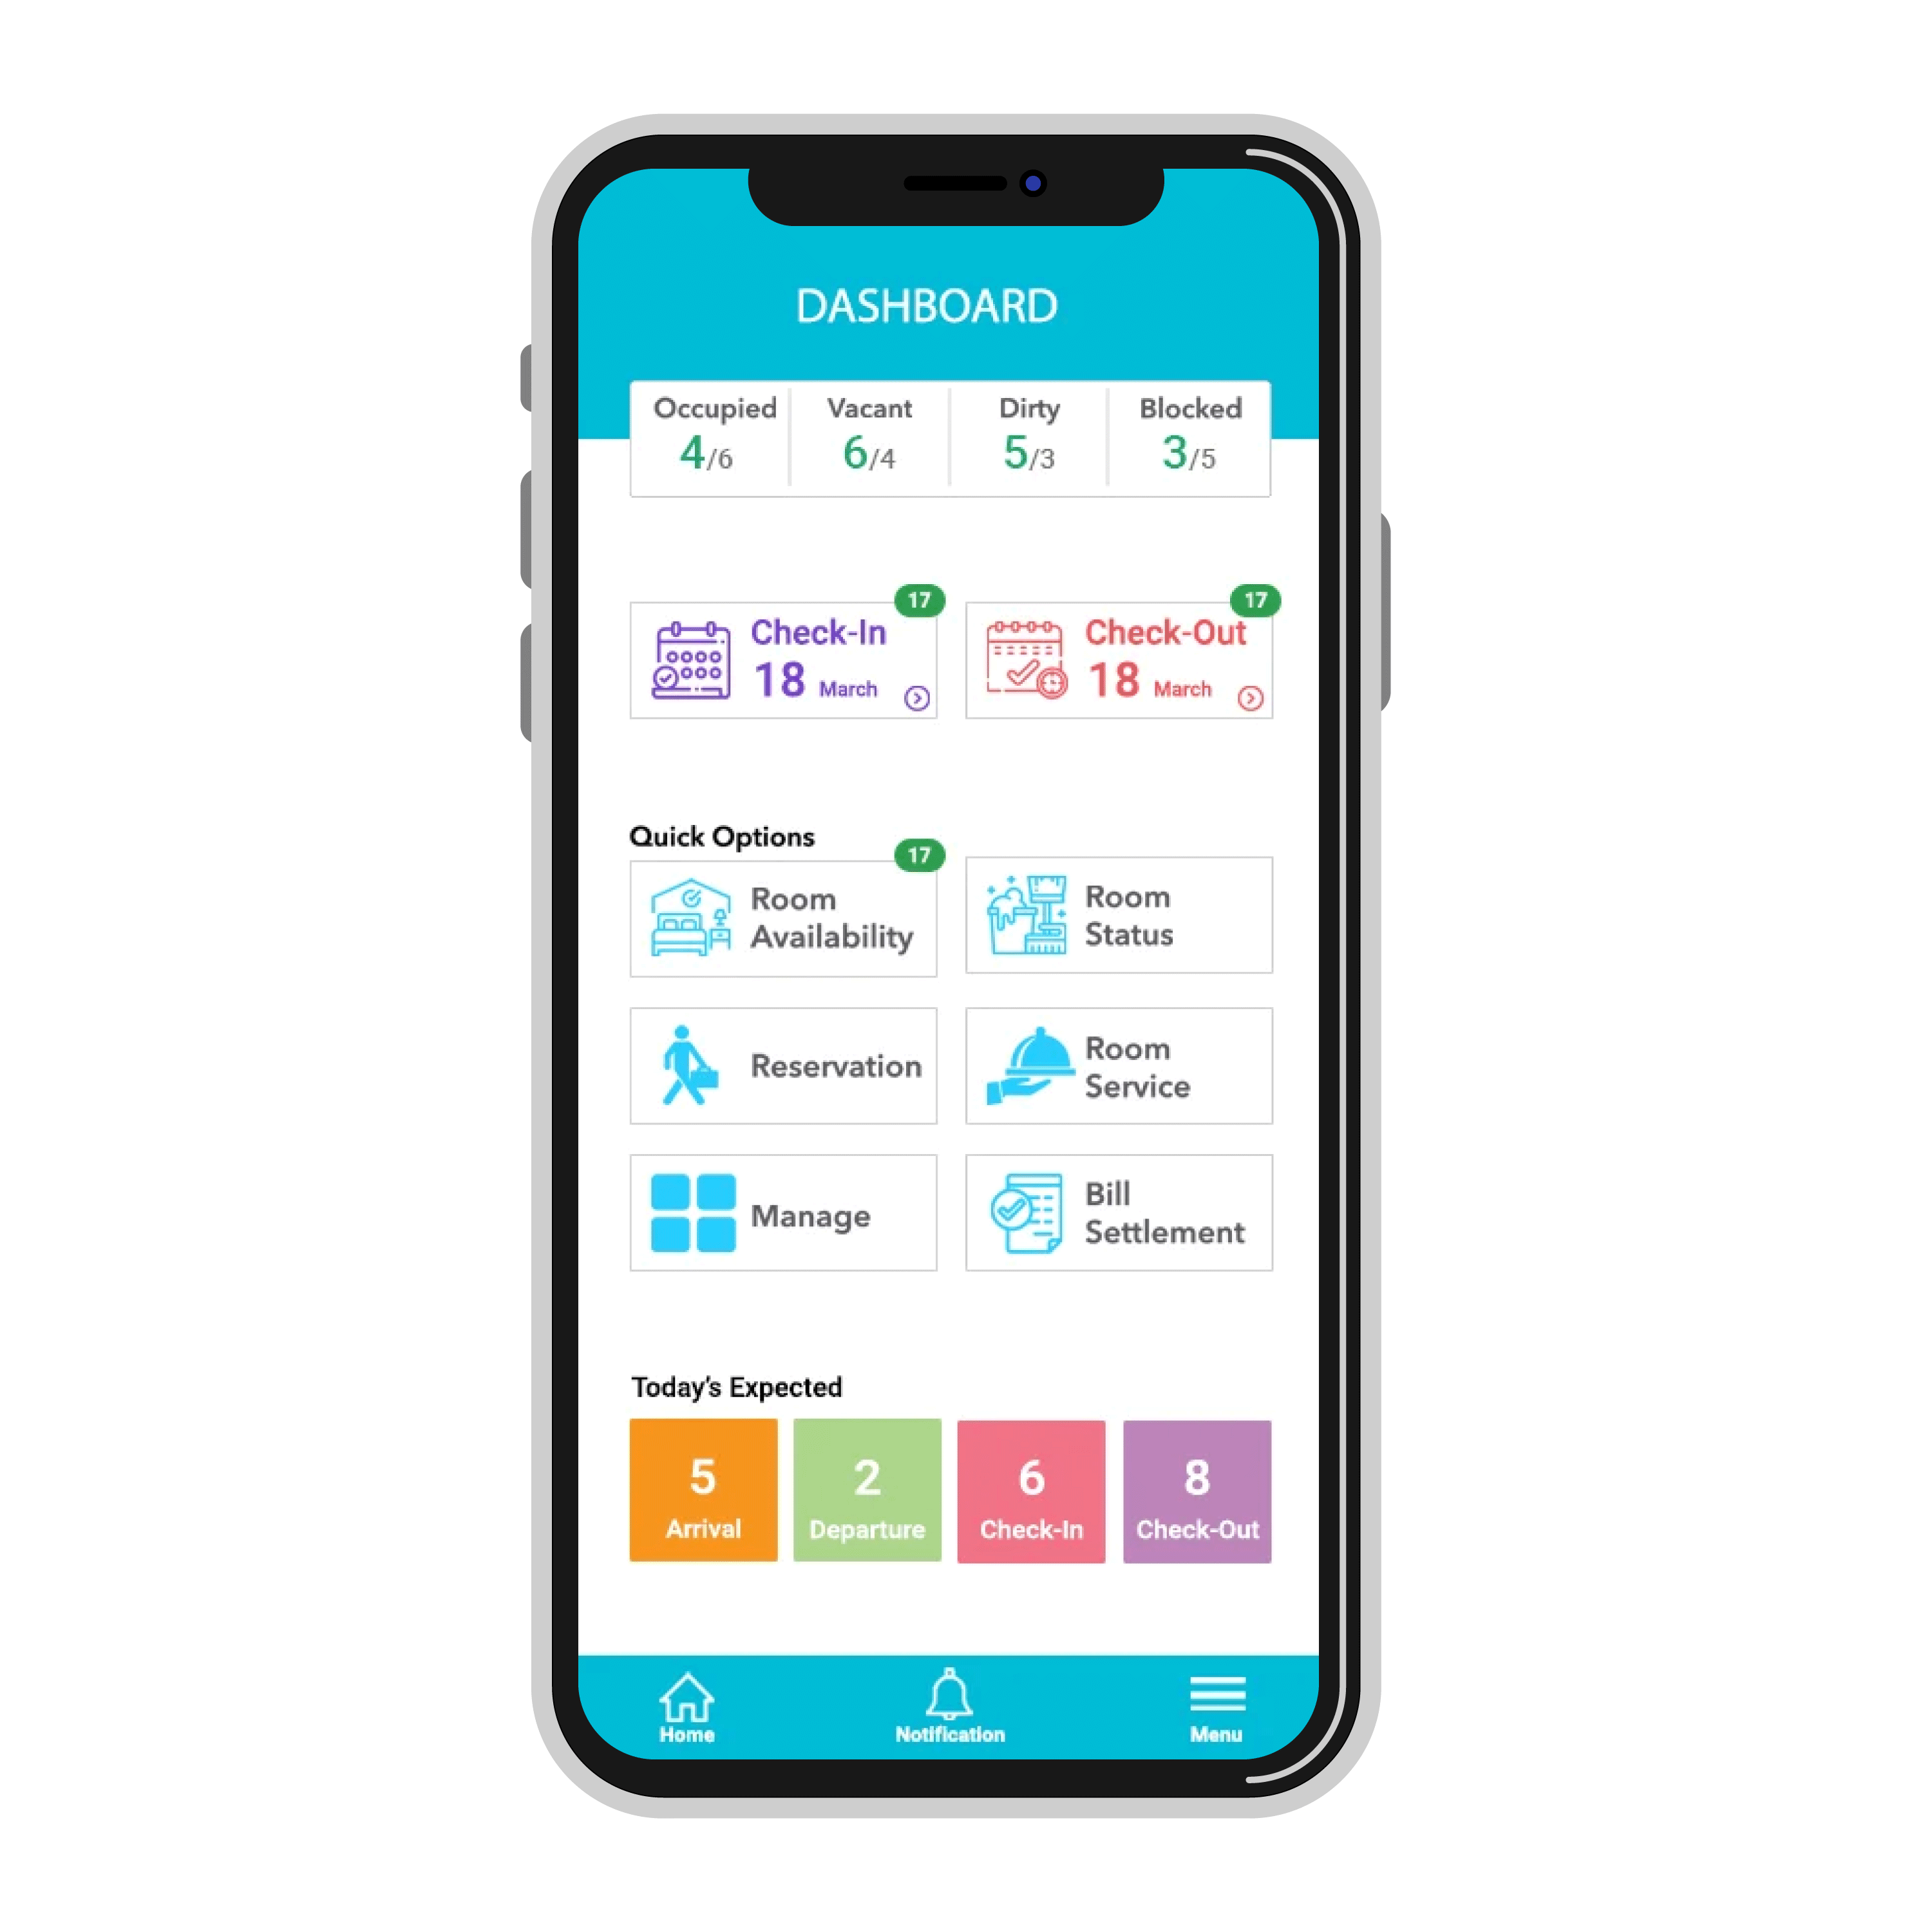 DASHBOARD
Occupied Vacant Dirty Blocked
4/6 6/4 5/3 3/5
17
Check-In
18 March
17
Check-Out
18 March
Quick Options
17
Room
Availability
Room
Status
Reservation
Room
Service
Manage
Bill
Settlement
Today's Expected
5
Arrival
2
Departure
6
Check-In
8
Check-Out
Home Notification Menu